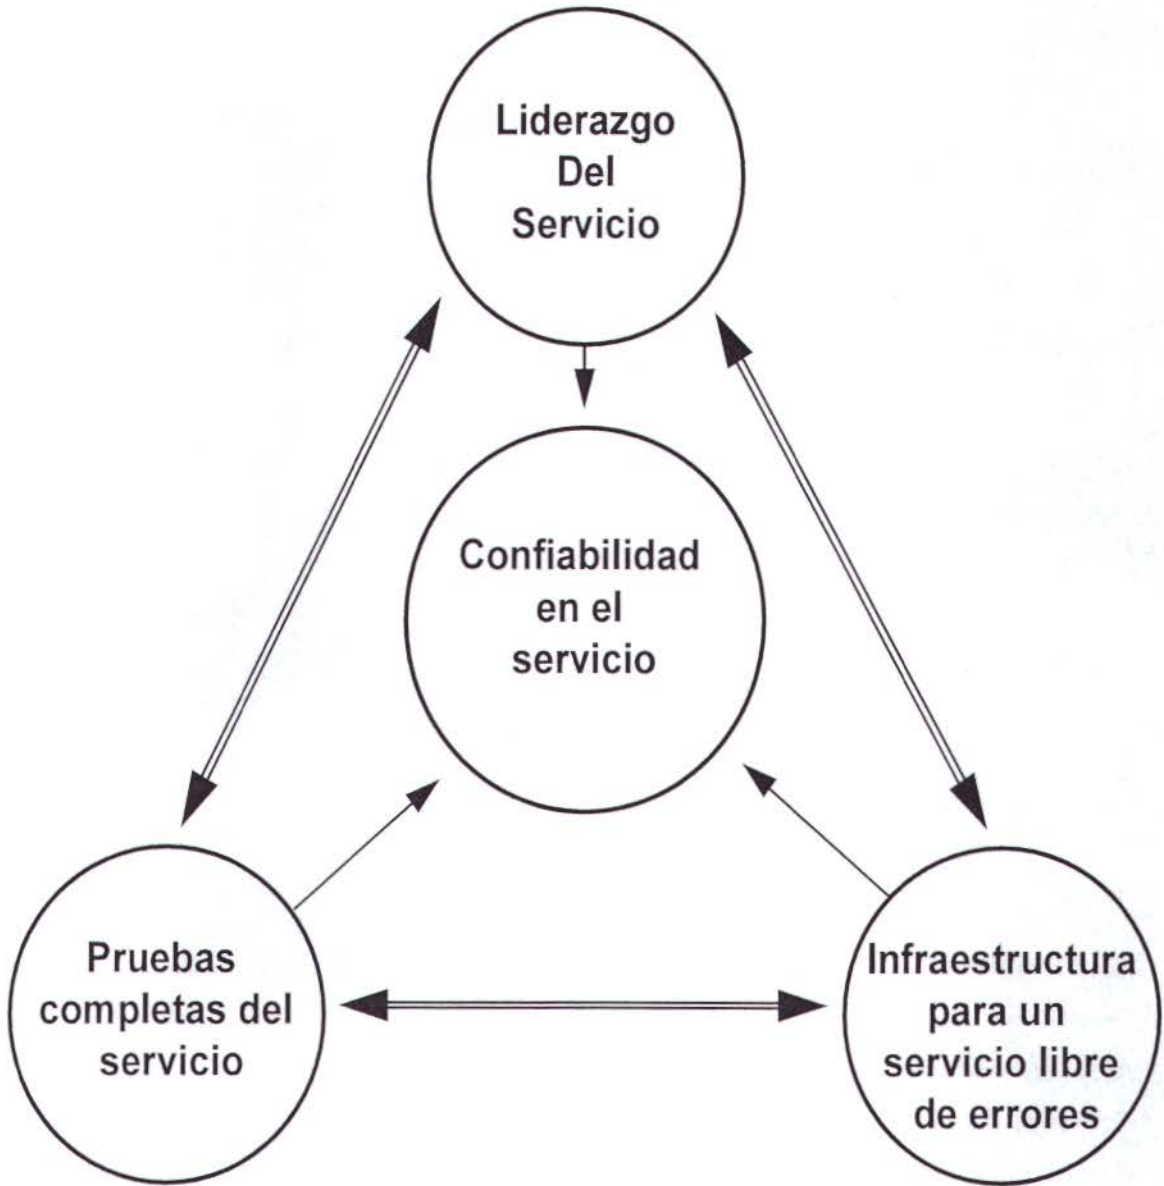 Liderazgo
Del
Servicio
Confiabilidad
en el
servicio
Pruebas
completas del
servicio
Infraestructura
para un
servicio libre
de errores